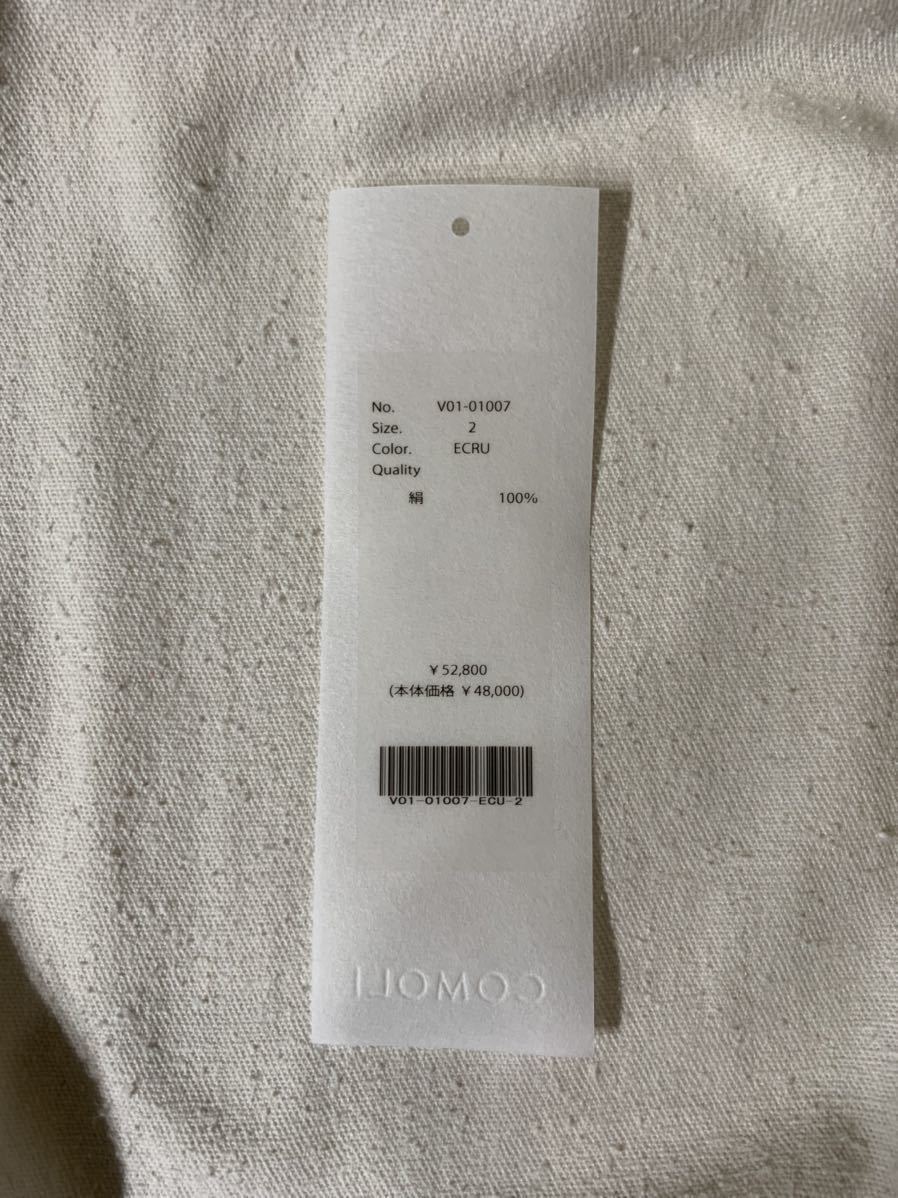 No. V01-01007
Size. 2
Color. ECRU
Quality
絹 100%
¥52,800
(本体価格 ¥48,000)
V01-01007-ECU-2
COMOLI